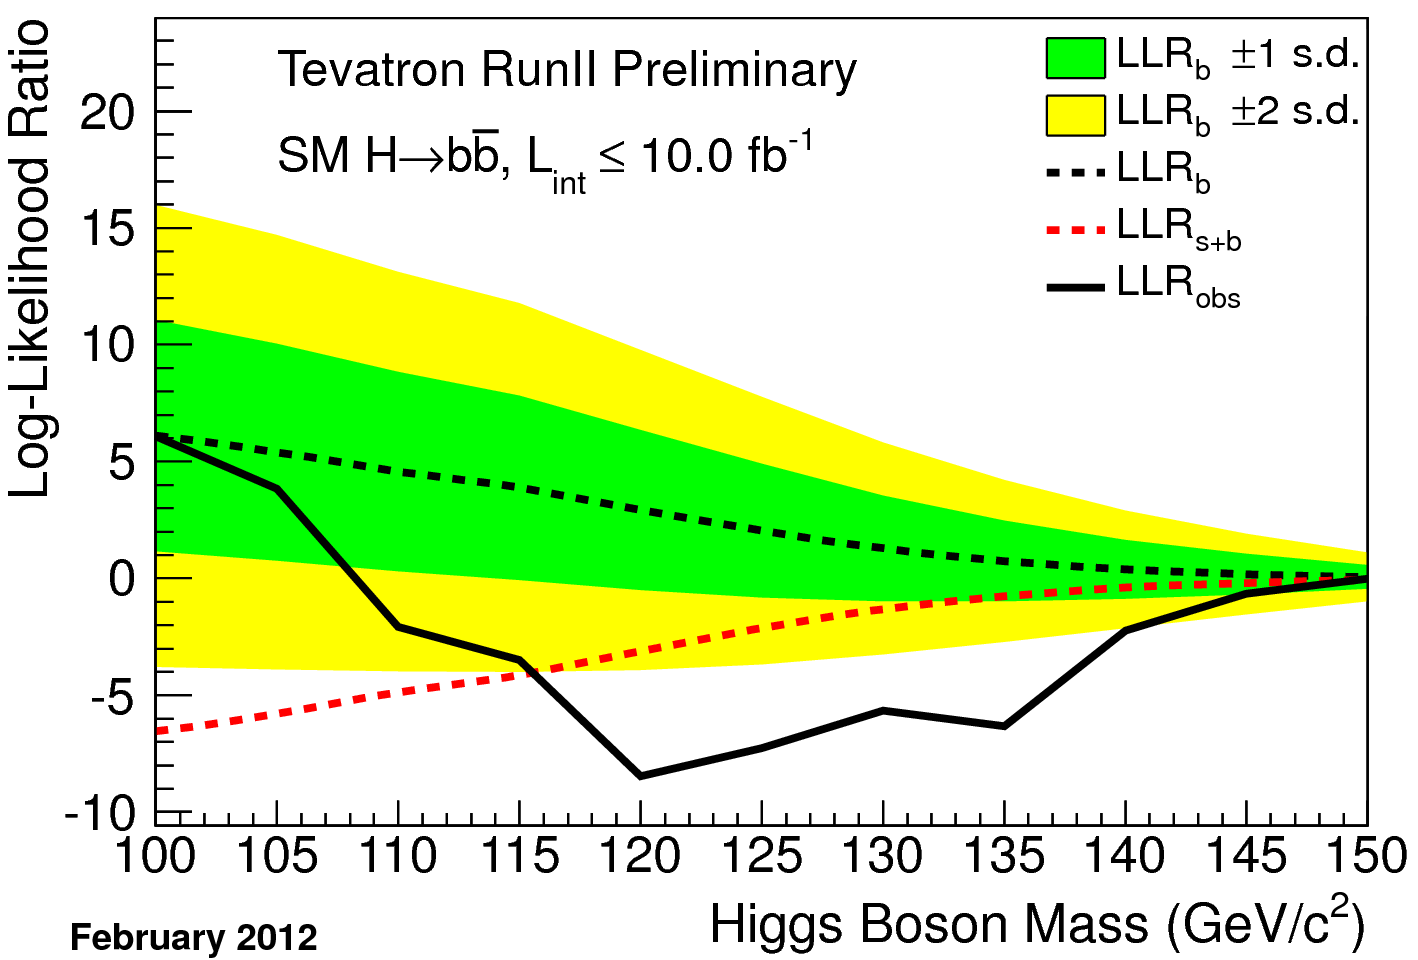 Log-Likelihood Ratio
Tevatron RunII Preliminary
SM H→bb̅, L_int ≤ 10.0 fb⁻¹
LLR_b ±1 s.d.
LLR_b ±2 s.d.
LLR_b
LLR_s+b
LLR_obs
20
15
10
5
0
-5
-10
100 105 110 115 120 125 130 135 140 145 150
Higgs Boson Mass (GeV/c²)
February 2012